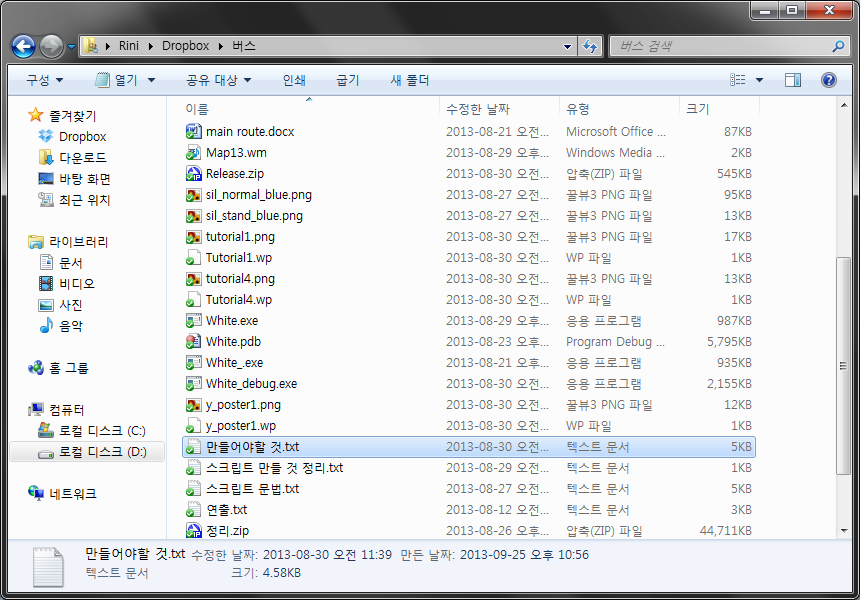 Rini Dropbox 버스
버스 검색
구성 열기 공유 대상 인쇄 굽기 새 폴더
즐겨찾기
Dropbox
다운로드
바탕 화면
최근 위치
라이브러리
문서
비디오
사진
음악
홈 그룹
컴퓨터
로컬 디스크 (C:)
로컬 디스크 (D:)
네트워크
이름 수정한 날짜 유형 크기
main route.docx 2013-08-21 오전... Microsoft Office ... 87KB
Map13.wm 2013-08-29 오후... Windows Media ... 2KB
Release.zip 2013-08-30 오전... 압축(ZIP) 파일 545KB
sil_normal_blue.png 2013-08-27 오전... 꿀뷰3 PNG 파일 95KB
sil_stand_blue.png 2013-08-27 오전... 꿀뷰3 PNG 파일 13KB
tutorial1.png 2013-08-30 오전... 꿀뷰3 PNG 파일 17KB
Tutorial1.wp 2013-08-30 오전... WP 파일 1KB
tutorial4.png 2013-08-30 오전... 꿀뷰3 PNG 파일 13KB
Tutorial4.wp 2013-08-30 오전... WP 파일 1KB
White.exe 2013-08-29 오후... 응용 프로그램 987KB
White.pdb 2013-08-23 오후... Program Debug ... 5,795KB
White_.exe 2013-08-21 오후... 응용 프로그램 935KB
White_debug.exe 2013-08-30 오전... 응용 프로그램 2,155KB
y_poster1.png 2013-08-30 오전... 꿀뷰3 PNG 파일 12KB
y_poster1.wp 2013-08-30 오전... WP 파일 1KB
만들어야할 것.txt 2013-08-30 오전... 텍스트 문서 5KB
스크립트 만들 것 정리.txt 2013-08-29 오전... 텍스트 문서 1KB
스크립트 문법.txt 2013-08-27 오전... 텍스트 문서 5KB
연출.txt 2013-08-12 오전... 텍스트 문서 3KB
정리.zip 2013-08-26 오전... 압축(ZIP) 파일 44,711KB
만들어야할 것.txt 수정한 날짜: 2013-08-30 오전 11:39 만든 날짜: 2013-09-25 오후 10:56
텍스트 문서 크기: 4.58KB